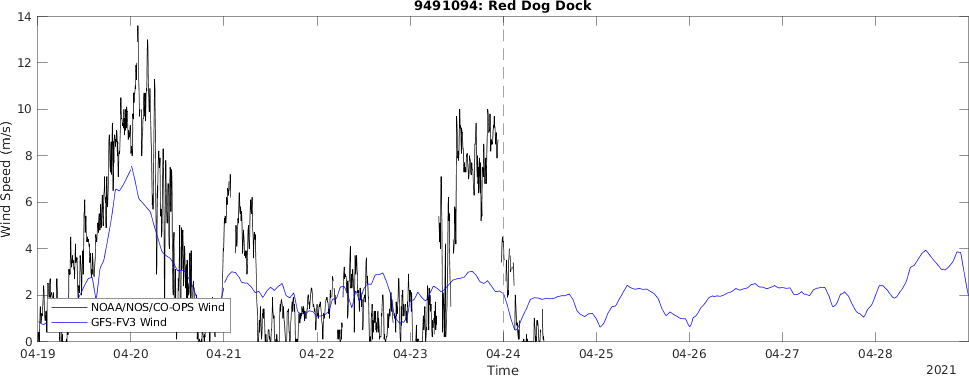 9491094: Red Dog Dock
14
12
10
8
6
4
2
0
Wind Speed (m/s)
NOAA/NOS/CO-OPS Wind
GFS-FV3 Wind
04-19 04-20 04-21 04-22 04-23 04-24 04-25 04-26 04-27 04-28
Time
2021